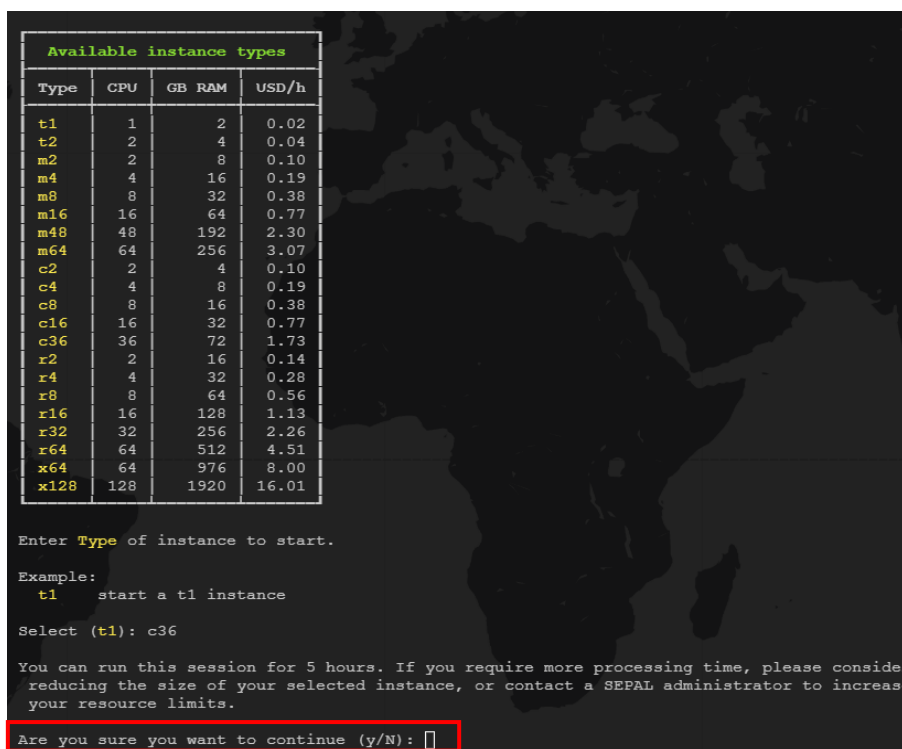 Available instance types
Type CPU GB RAM USD/h
t1 1 2 0.02
t2 2 4 0.04
m2 2 8 0.10
m4 4 16 0.19
m8 8 32 0.38
m16 16 64 0.77
m48 48 192 2.30
m64 64 256 3.07
c2 2 4 0.10
c4 4 8 0.19
c8 8 16 0.38
c16 16 32 0.77
c36 36 72 1.73
r2 2 16 0.14
r4 4 32 0.28
r8 8 64 0.56
r16 16 128 1.13
r32 32 256 2.26
r64 64 512 4.51
x64 64 976 8.00
x128 128 1920 16.01
Enter Type of instance to start.
Example:
t1 start a t1 instance
Select (t1): c36
You can run this session for 5 hours. If you require more processing time, please conside
reducing the size of your selected instance, or contact a SEPAL administrator to increas
your resource limits.
Are you sure you want to continue (y/N):